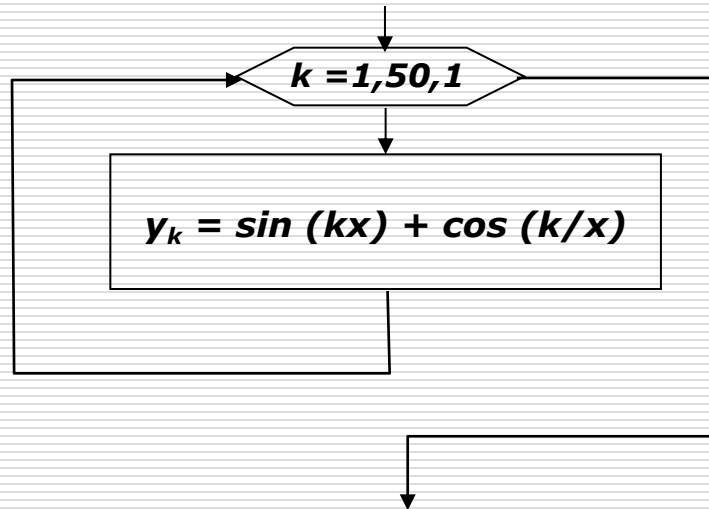 k =1,50,1
yₖ = sin (kx) + cos (k/x)